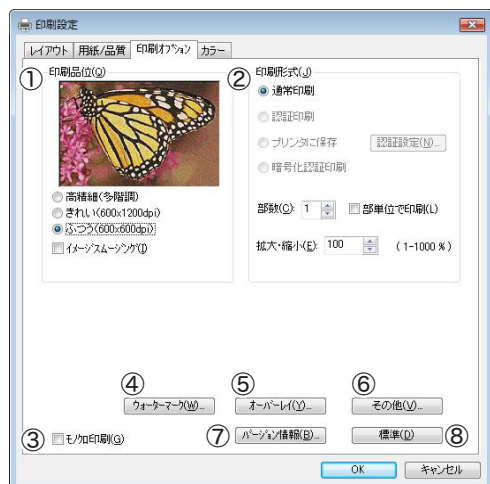 印刷設定
レイアウト 用紙/品質 印刷オプション カラー
① 印刷品位(Q)
高精細(多階調)
きれい(600x1200dpi)
ふつう(600x600dpi)
イメージスムージング(I)
② 印刷形式(J)
通常印刷
認証印刷
プリンタに保存 認証設定(N)...
暗号化認証印刷
部数(C): 1 部単位で印刷(L)
拡大・縮小(E): 100 (1-1000 %)
④ ウォーターマーク(W)...
⑤ オーバーレイ(Y)...
⑥ その他(V)...
③ モノクロ印刷(G)
⑦ バージョン情報(B)...
標準(D) ⑧
OK キャンセル